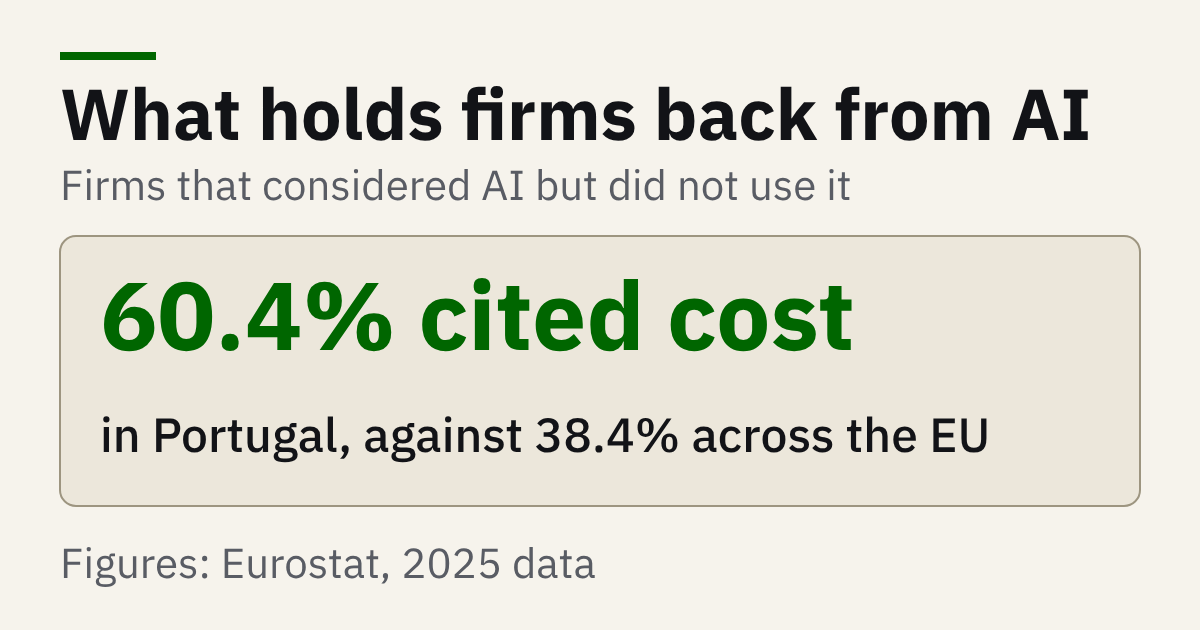 What holds firms back from AI
Firms that considered AI but did not use it
60.4% cited cost
in Portugal, against 38.4% across the EU
Figures: Eurostat, 2025 data